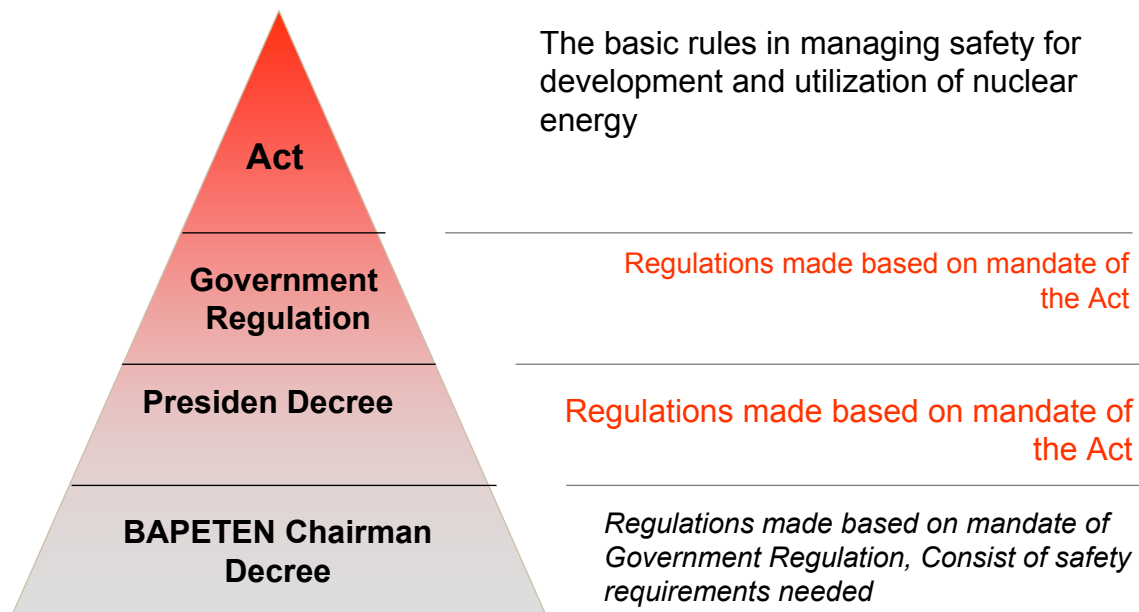 The basic rules in managing safety for
development and utilization of nuclear
energy
Act
Regulations made based on mandate of
the Act
Government
Regulation
Presiden Decree
Regulations made based on mandate of
the Act
BAPETEN Chairman
Decree
Regulations made based on mandate of
Government Regulation, Consist of safety
requirements needed